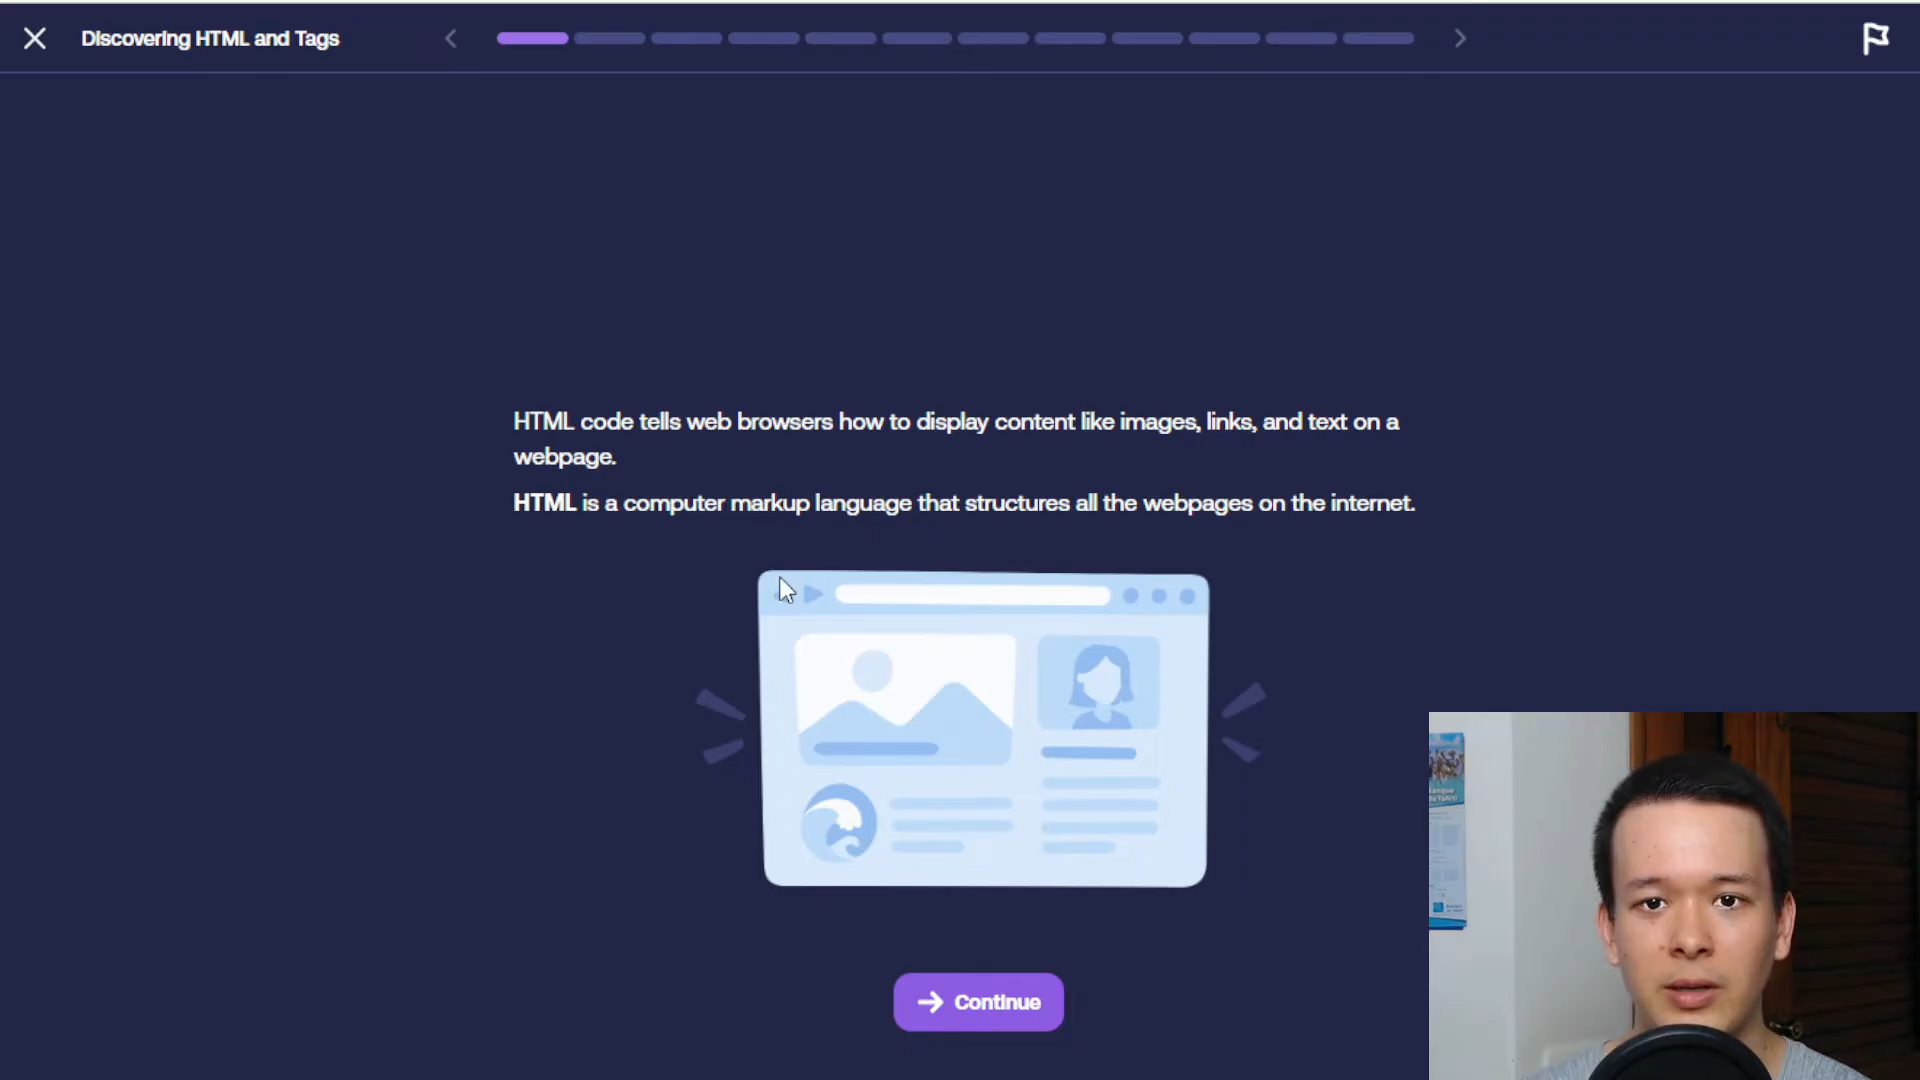 Discovering HTML and Tags
HTML code tells web browsers how to display content like images, links, and text on a
webpage.
HTML is a computer markup language that structures all the webpages on the internet.
Continue